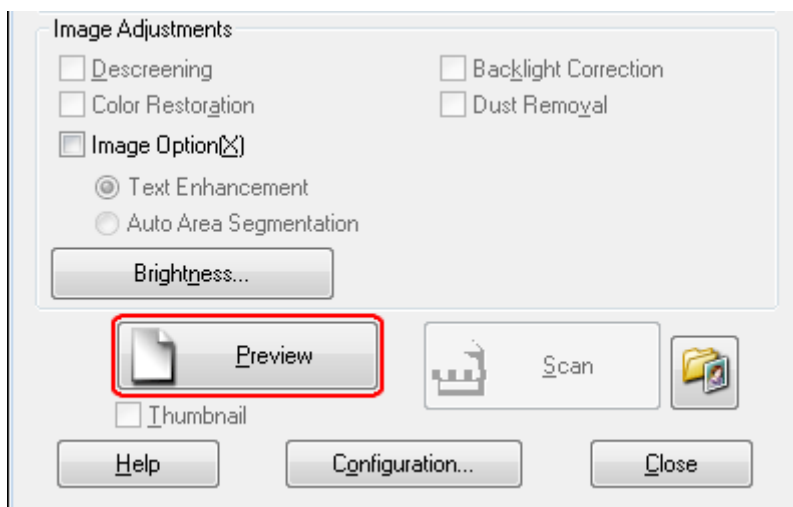 Image Adjustments
Descreening Backlight Correction
Color Restoration Dust Removal
Image Option(X)
Text Enhancement
Auto Area Segmentation
Brightness...
Preview Scan
Thumbnail
Help Configuration... Close